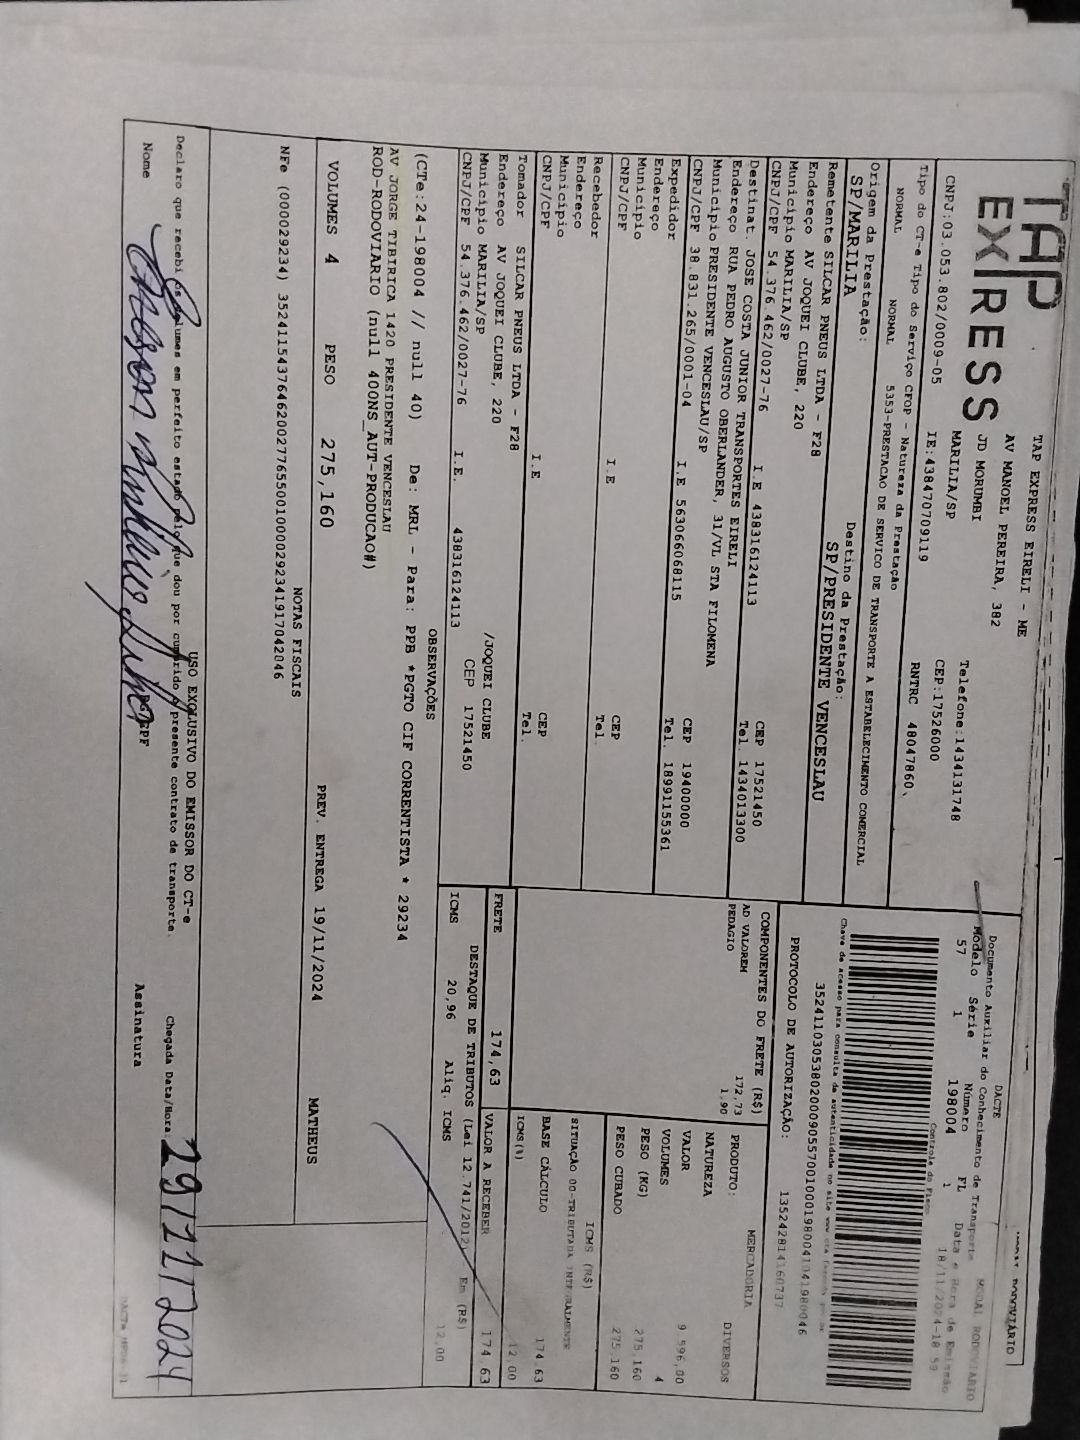 TAP
EXPRESS
TAP EXPRESS EIRELI - ME
AV MANOEL PEREIRA, 382
JD MORUMBI
MARILIA/SP
Telefone:1434131748
CEP:17526000
CNPJ:03.053.802/0009-05
IE:438470709119
RNTRC 48047860
Tipo do CT-e Tipo do Serviço CFOP - Natureza da Prestação
NORMAL NORMAL 5353-PRESTACAO DE SERVICO DE TRANSPORTE A ESTABELECIMENTO COMERCIAL
Origem da Prestação: Destino da Prestação:
SP/MARILIA SP/PRESIDENTE VENCESLAU
Remetente SILCAR PNEUS LTDA - F28
Endereço AV JOQUEI CLUBE, 220
Município MARILIA/SP CEP 17521450
CNPJ/CPF 54.376.462/0027-76 I.E 438316124113 Tel. 1434013300
Destinat. JOSE COSTA JUNIOR TRANSPORTES EIRELI
Endereço RUA PEDRO AUGUSTO OBERLANDER, 31/VL STA FILOMENA
Município PRESIDENTE VENCESLAU/SP CEP 19400000
CNPJ/CPF 38.831.265/0001-04 I.E 563066068115 Tel. 18991155361
Expedidor
Endereço
Município CEP
CNPJ/CPF I.E Tel.
Recebedor
Endereço
Município CEP
CNPJ/CPF I.E Tel.
Tomador SILCAR PNEUS LTDA - F28
Endereço AV JOQUEI CLUBE, 220 /JOQUEI CLUBE
Município MARILIA/SP CEP 17521450
CNPJ/CPF 54.376.462/0027-76 I.E. 438316124113
DACTE
Documento Auxiliar do Conhecimento de Transporte
MODAL RODOVIÁRIO
MODAL RODOVIARIO
Modelo Série Número FL Data e Hora de Emissão
57 1 198004 1 18/11/2024-18:59
Controle do Fisco
PROTOCOLO DE AUTORIZAÇÃO:
COMPONENTES DO FRETE (R$)
AD VALOREM 172,73
PEDAGIO 1,90
PRODUTO: MERCADORIA
NATUREZA DIVERSOS
VALOR 9.596,00
VOLUMES 4
PESO (KG) 275,160
PESO CUBADO 275,160
ICMS (R$)
SITUAÇÃO 00-TRIBUTADA INTEGRALMENTE
BASE CÁLCULO 174,63
ICMS(%) 12,00
FRETE 174,63 VALOR A RECEBER 174,63
DESTAQUE DE TRIBUTOS (Lei 12.741/2012) Em (R$)
ICMS 20,96 Aliq. ICMS 12,00
OBSERVAÇÕES
(CTe:24-198004 // null 40) De: MRL - Para: PPB *PGTO CIF CORRENTISTA * 29234
AV JORGE TIBIRICA 1420 PRESIDENTE VENCESLAU
ROD-RODOVIARIO (null 400NS_AUT-PRODUCAO#)
VOLUMES 4 PESO 275,160 PREV. ENTREGA 19/11/2024 MATHEUS
NOTAS FISCAIS
USO EXCLUSIVO DO EMISSOR DO CT-e
Declaro que recebi os volumes em perfeito estado pelo que dou por cumprido o presente contrato de transporte.
Chegada Data/Hora: 29/11/2024
Nome RG/CPF Assinatura